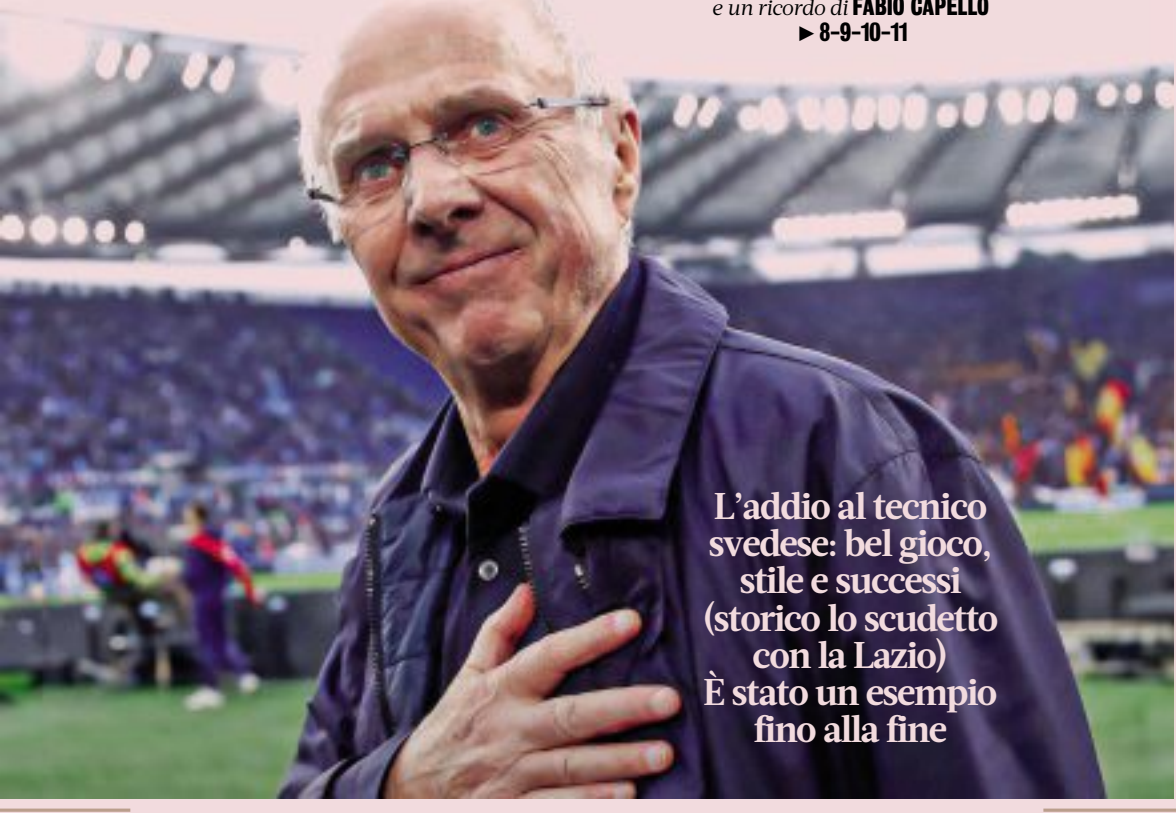 e un ricordo di FABIO CAPELLO
▶ 8-9-10-11
L’addio al tecnico
svedese: bel gioco,
stile e successi
(storico lo scudetto
con la Lazio)
È stato un esempio
fino alla fine